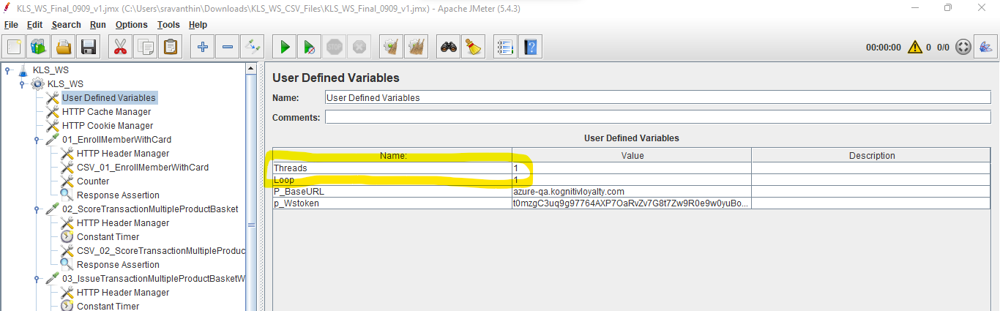 KLS_WS_Final_0909_v1.jmx (C:\Users\sravanthin\Downloads\KLS_WS_CSV_Files\KLS_WS_Final_0909_v1.jmx) - Apache JMeter (5.4.3)
File Edit Search Run Options Tools Help
STOP
00:00:00 0 0/0
KLS_WS
KLS_WS
User Defined Variables
HTTP Cache Manager
HTTP Cookie Manager
01_EnrollMemberWithCard
HTTP Header Manager
CSV_01_EnrollMemberWithCard
Counter
Response Assertion
02_ScoreTransactionMultipleProductBasket
HTTP Header Manager
Constant Timer
CSV_02_ScoreTransactionMultipleProduc
Response Assertion
03_IssueTransactionMultipleProductBasketW
HTTP Header Manager
Constant Timer
User Defined Variables
Name: User Defined Variables
Comments:
User Defined Variables
Name: Value Description
Threads 1
Loop 1
P_BaseURL azure-qa.kognitivloyalty.com
p_Wstoken t0mzgC3uq9g97764AXP7OaRvZv7G8t7Zw9R0e9w0yuBo...